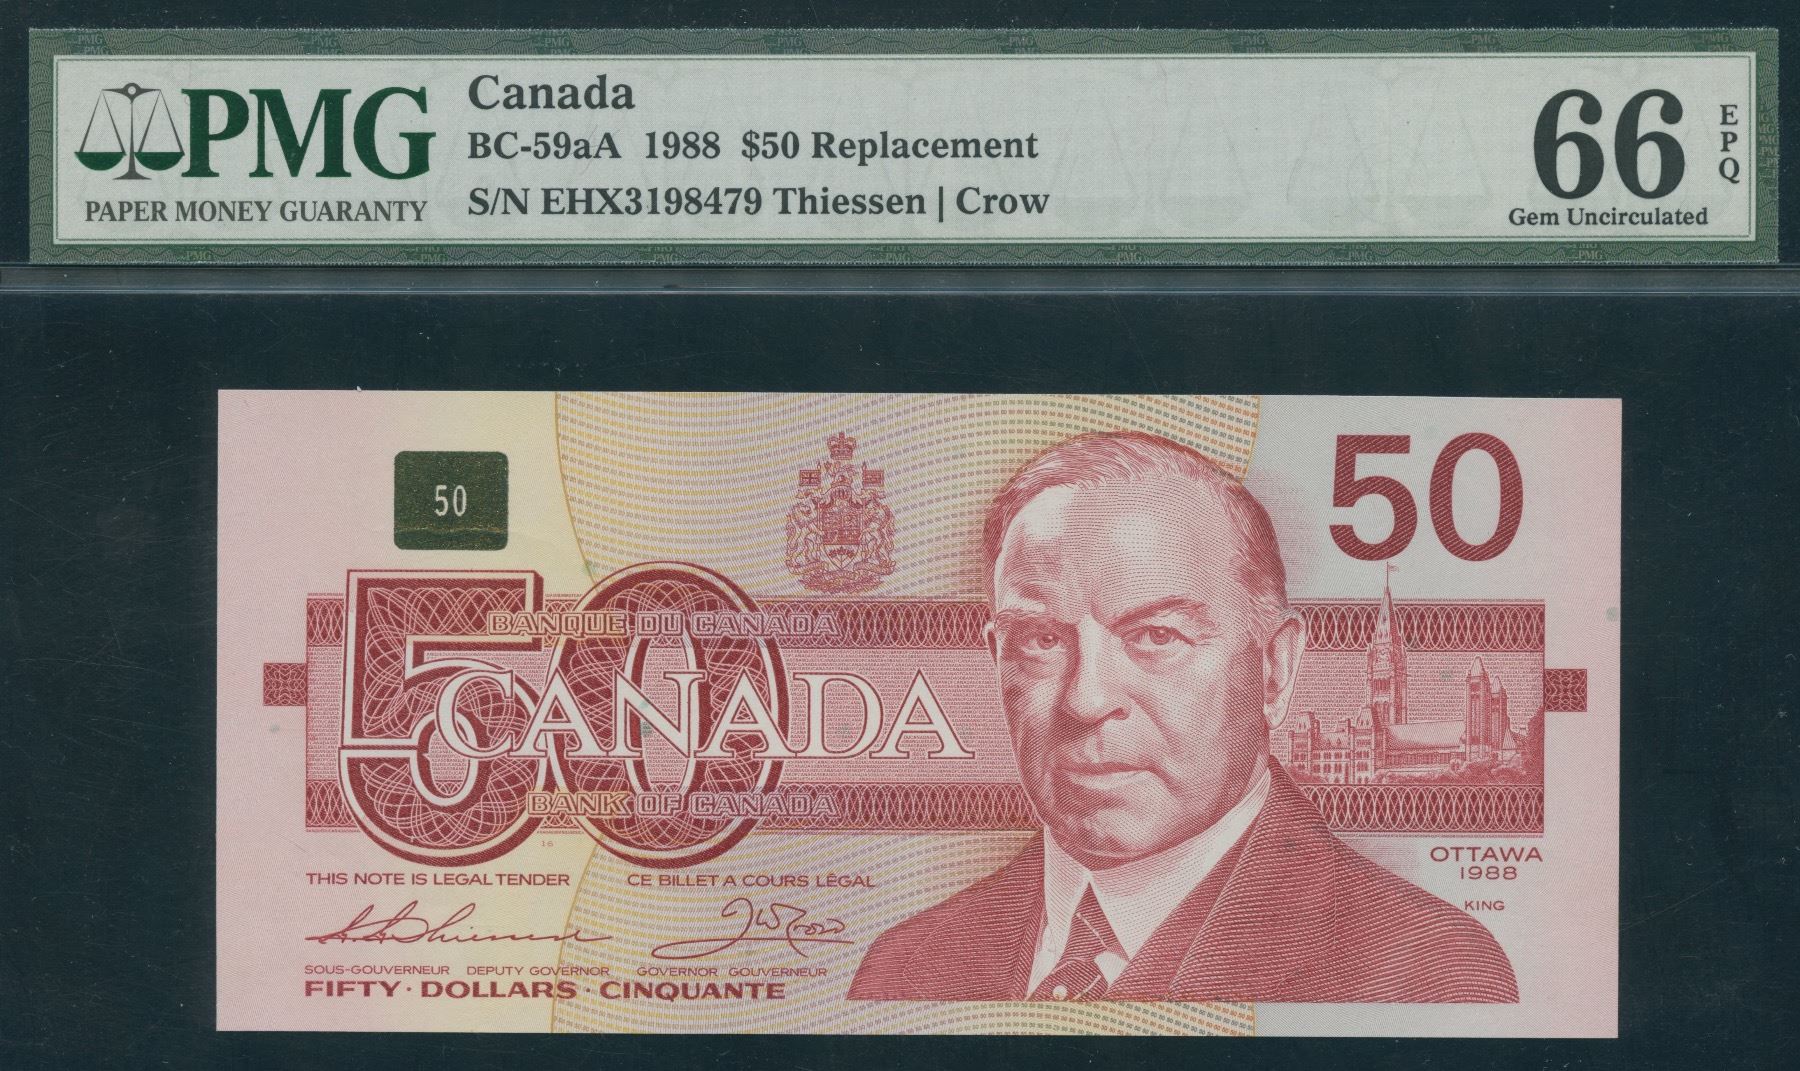 PMG
PAPER MONEY GUARANTY
Canada
BC-59aA 1988 $50 Replacement
S/N EHX3198479 Thiessen | Crow
66
EPQ
Gem Uncirculated
50
50
50
BANQUE DU CANADA
CANADA
BANK OF CANADA
16
THIS NOTE IS LEGAL TENDER CE BILLET A COURS LÉGAL
OTTAWA
1988
KING
SOUS-GOUVERNEUR DEPUTY GOVERNOR GOVERNOR GOUVERNEUR
FIFTY · DOLLARS · CINQUANTE